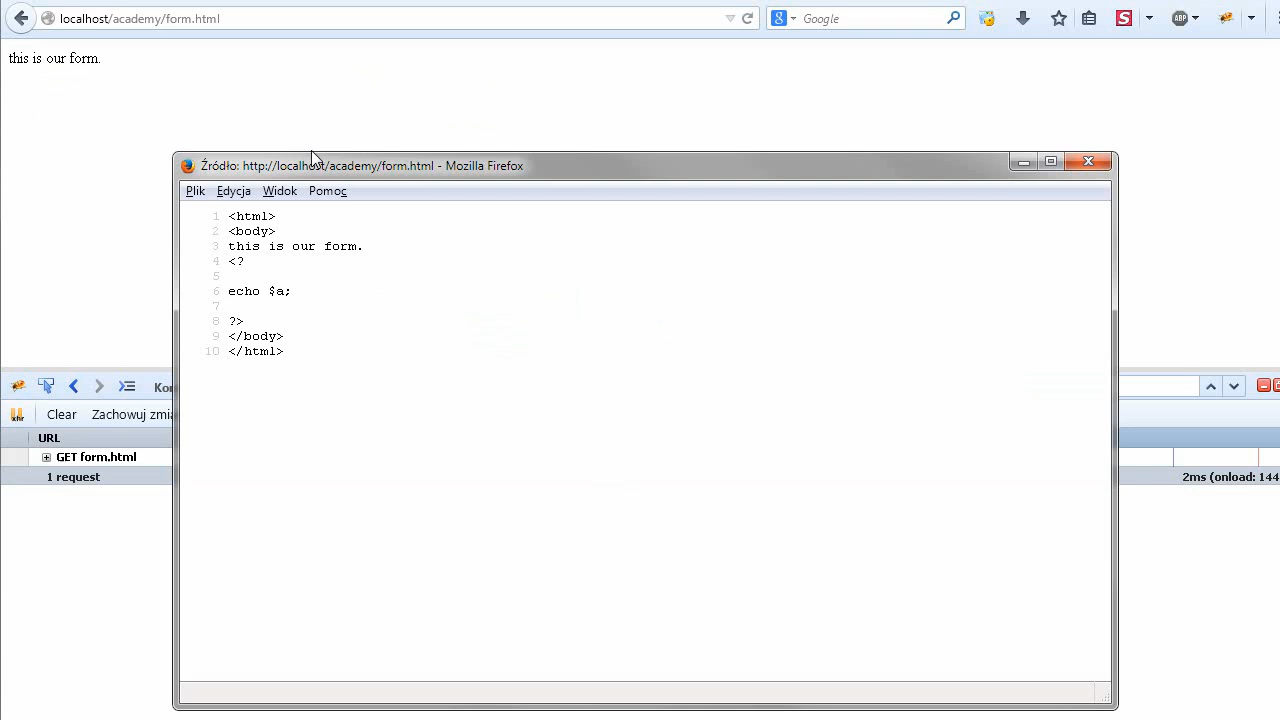 localhost/academy/form.html
Google
S
ABP
this is our form.
Źródło: http://localhost/academy/form.html - Mozilla Firefox
Plik Edycja Widok Pomoc
1 <html>
2 <body>
3 this is our form.
4 <?
5
6 echo $a;
7
8 ?>
9 </body>
10 </html>
Kon
Clear Zachowuj zmia
URL
GET form.html
1 request
2ms (onload: 144